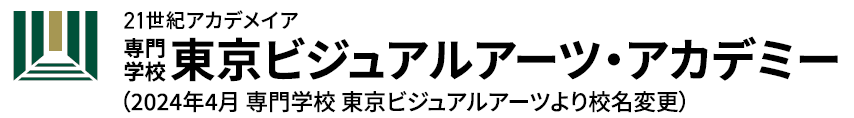 21世紀アカデメイア
専門学校 東京ビジュアルアーツ・アカデミー
（2024年4月 専門学校 東京ビジュアルアーツより校名変更）